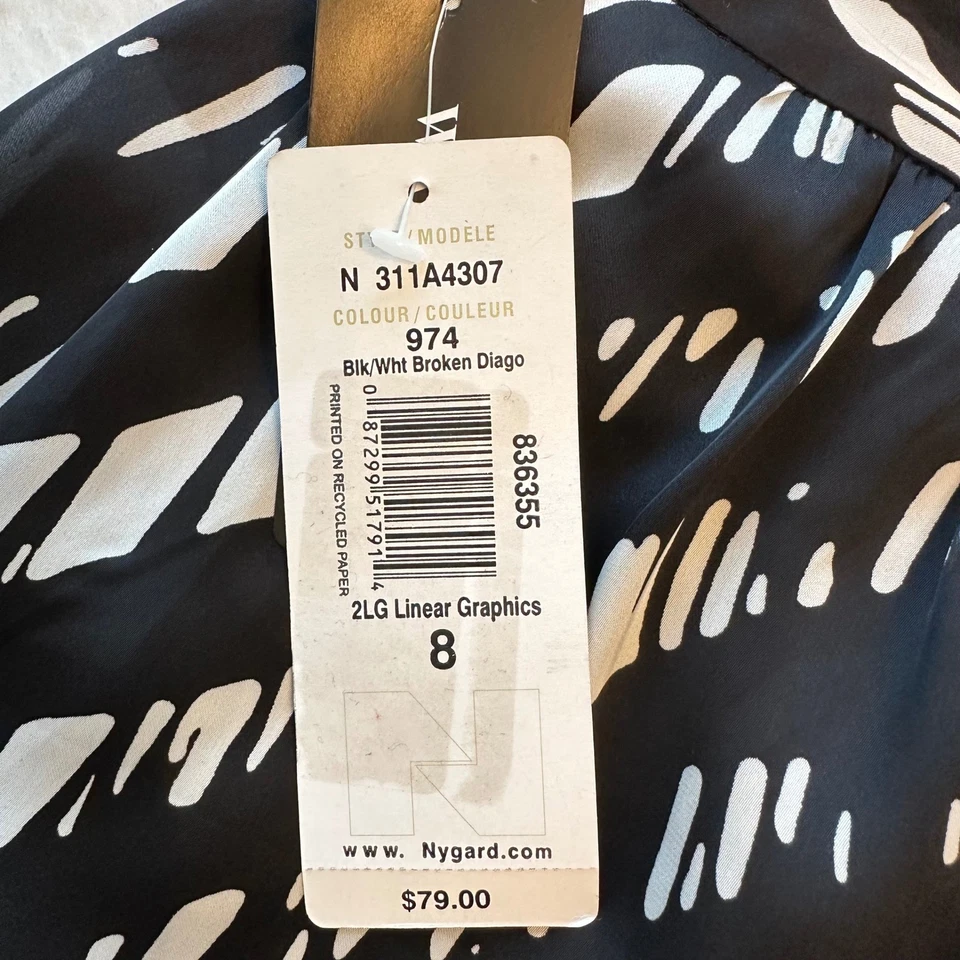 /MODÈLE
N 311A4307
COLOUR/COULEUR
974
Blk/Wht Broken Diago
PRINTED ON RECYCLED PAPER
0 87299 51791 4
836355
2LG Linear Graphics
8
www. Nygard.com
$79.00